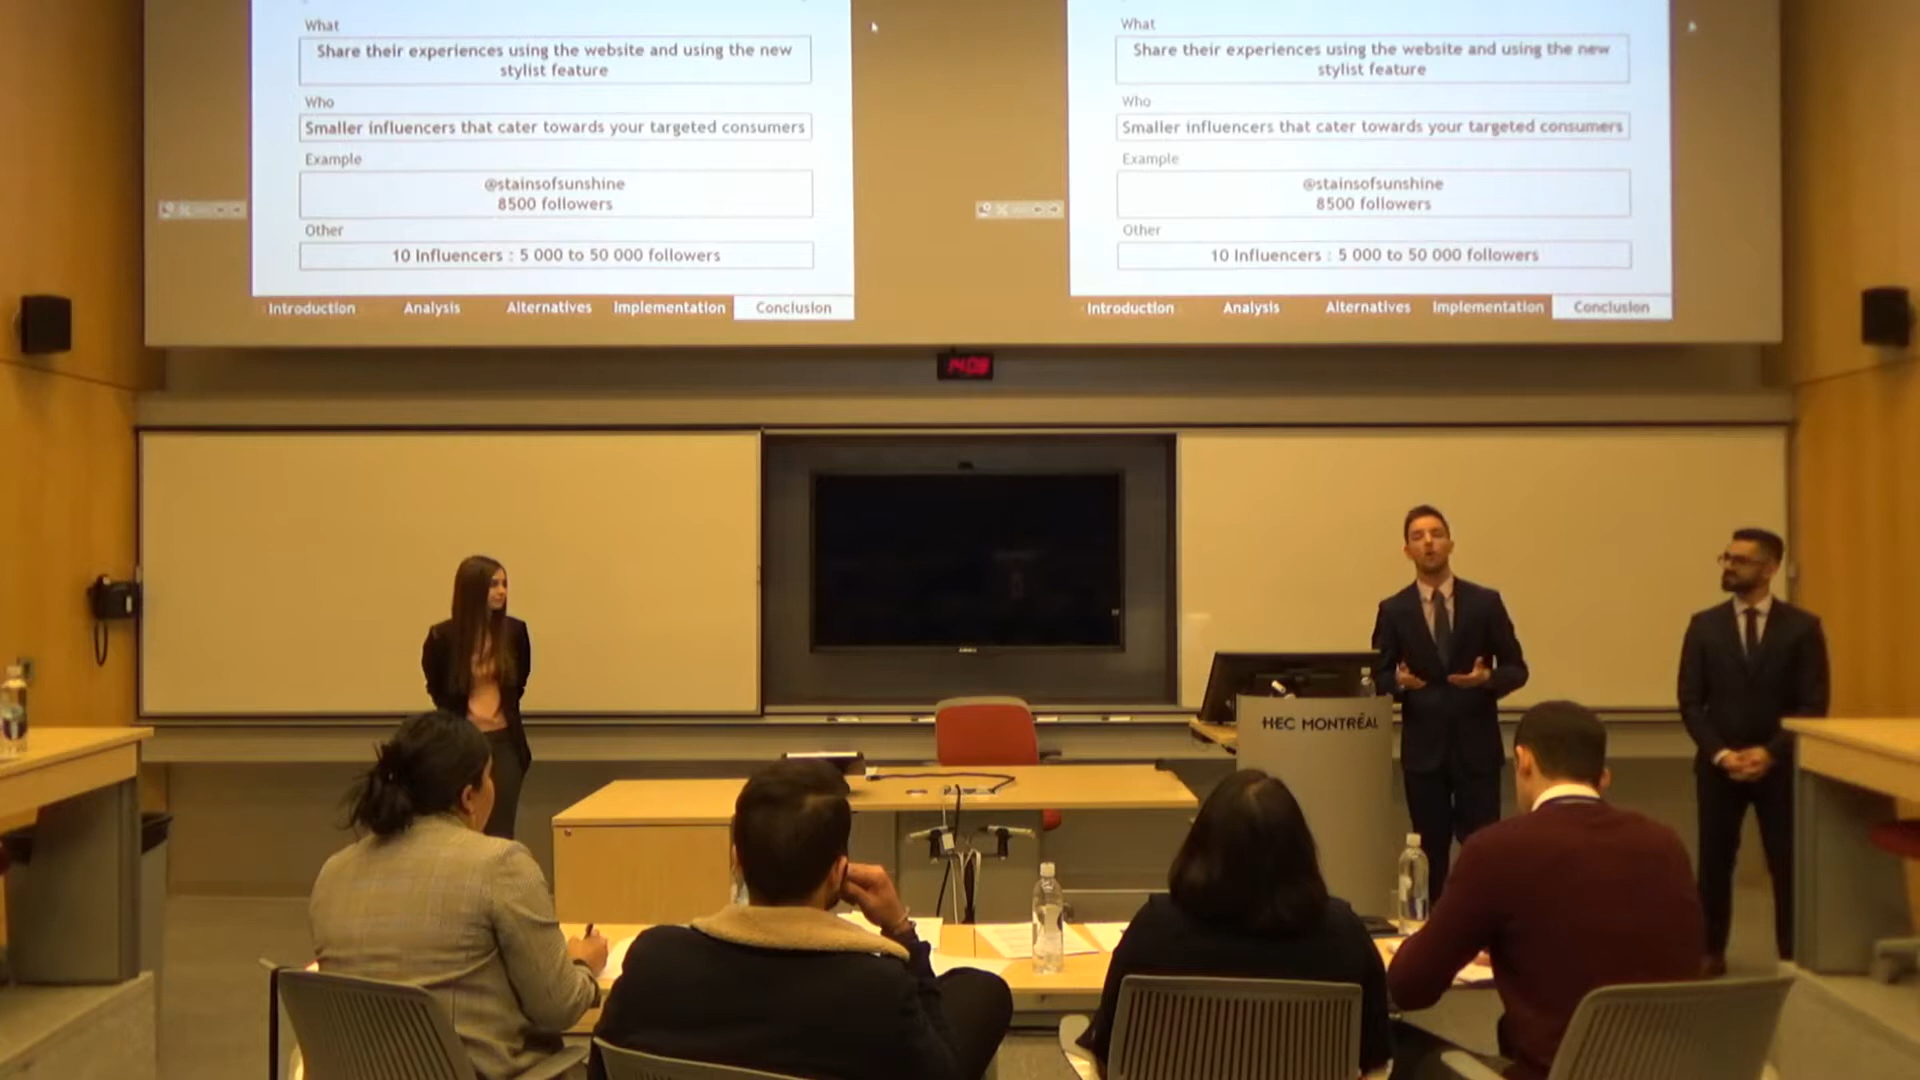 What
Share their experiences using the website and using the new
stylist feature
Who
Smaller influencers that cater towards your targeted consumers
Example
@stainsofsunshine
8500 followers
Other
10 Influencers : 5 000 to 50 000 followers
Introduction Analysis Alternatives Implementation Conclusion
What
Share their experiences using the website and using the new
stylist feature
Who
Smaller influencers that cater towards your targeted consumers
Example
@stainsofsunshine
8500 followers
Other
10 Influencers : 5 000 to 50 000 followers
Introduction Analysis Alternatives Implementation Conclusion
HEC MONTRÉAL